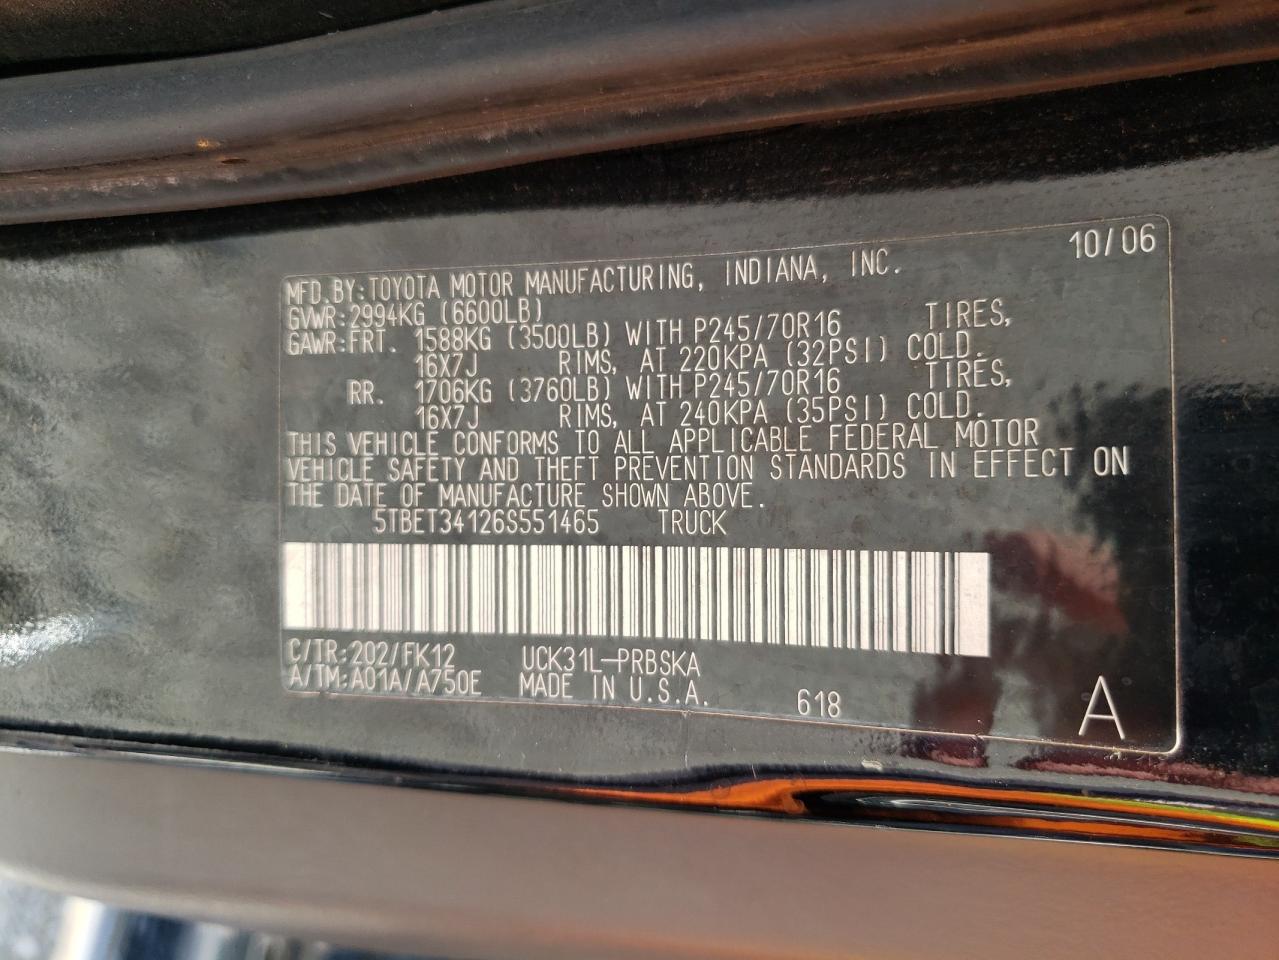 10/06
MFD.BY:TOYOTA MOTOR MANUFACTURING, INDIANA, INC.
GVWR:2994KG (6600LB)
GAWR:FRT. 1588KG (3500LB) WITH P245/70R16 TIRES,
16X7J RIMS, AT 220KPA (32PSI) COLD.
RR. 1706KG (3760LB) WITH P245/70R16 TIRES,
16X7J RIMS, AT 240KPA (35PSI) COLD.
THIS VEHICLE CONFORMS TO ALL APPLICABLE FEDERAL MOTOR
VEHICLE SAFETY AND THEFT PREVENTION STANDARDS IN EFFECT ON
THE DATE OF MANUFACTURE SHOWN ABOVE.
5TBET34126S551465 TRUCK
C/TR:202/FK12 UCK31L-PRBSKA
A/TM:A01A/A750E MADE IN U.S.A. 618 A